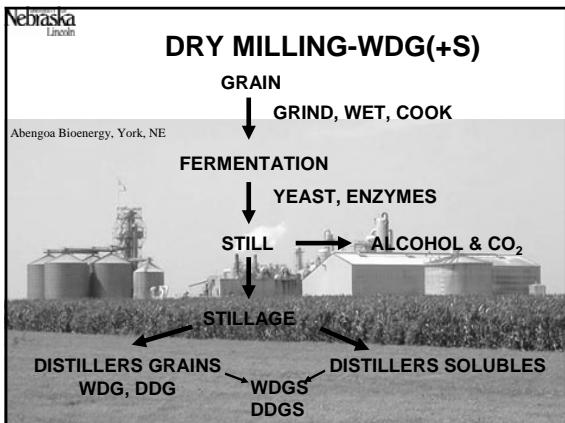 Nebraska
Lincoln
DRY MILLING-WDG(+S)
GRAIN
GRIND, WET, COOK
Abengoa Bioenergy, York, NE
FERMENTATION
YEAST, ENZYMES
STILL
ALCOHOL & CO₂
STILLAGE
DISTILLERS GRAINS
WDG, DDG
DISTILLERS SOLUBLES
WDGS
DDGS